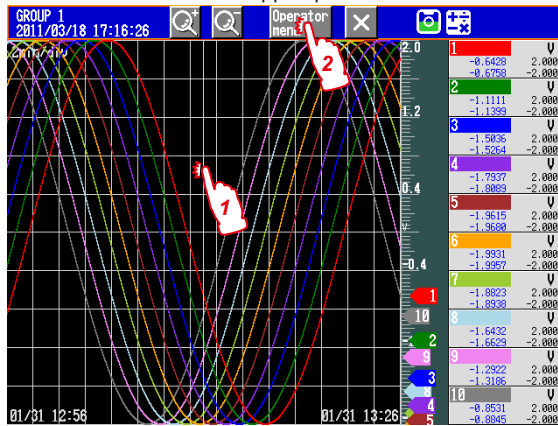 GROUP 1
2011/03/18 17:16:26
Operator
menu
2min/div
2.0
1.2
0.4
V
-0.4
1
10
2
9
3
8
4
5
1
2
01/31 12:56
01/31 13:26
1 V
-0.6428 2.000
-0.6758 -2.000
2 V
-1.1111 2.000
-1.1399 -2.000
3 V
-1.5036 2.000
-1.5264 -2.000
4 V
-1.7937 2.000
-1.8089 -2.000
5 V
-1.9615 2.000
-1.9680 -2.000
6 V
-1.9931 2.000
-1.9957 -2.000
7 V
-1.8823 2.000
-1.8938 -2.000
8 V
-1.6432 2.000
-1.6629 -2.000
9 V
-1.2922 2.000
-1.3186 -2.000
10 V
-0.8531 2.000
-0.8845 -2.000